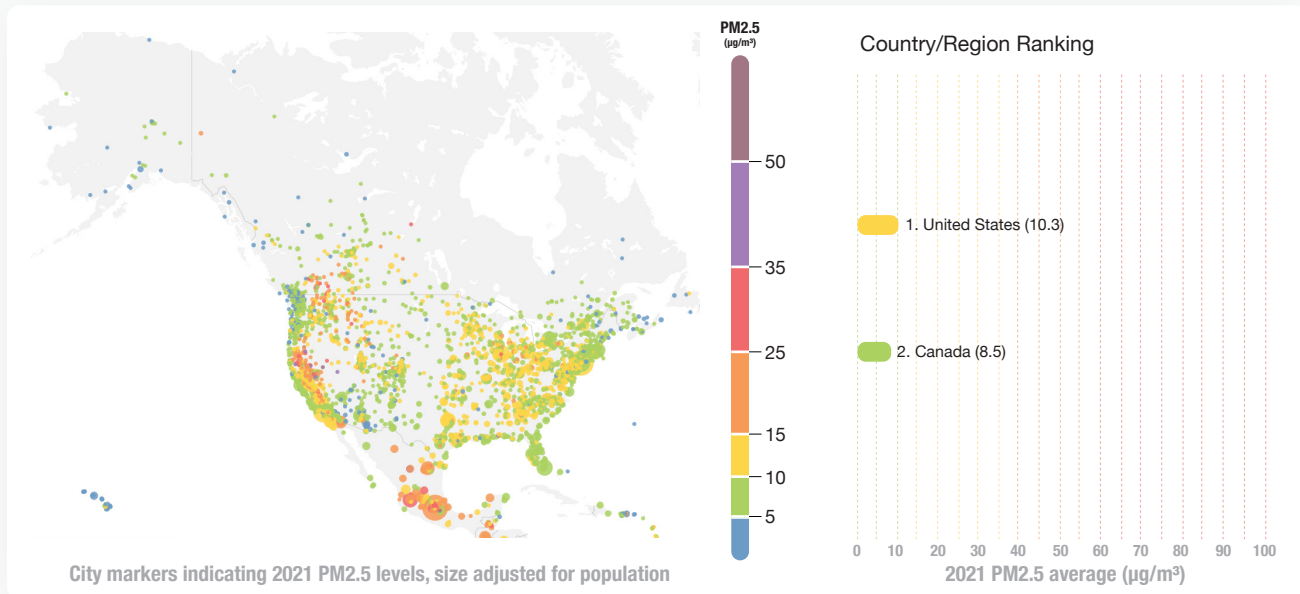 PM2.5
(μg/m³)
50
35
25
15
10
5
City markers indicating 2021 PM2.5 levels, size adjusted for population
Country/Region Ranking
1. United States (10.3)
2. Canada (8.5)
0 10 20 30 40 50 60 70 80 90 100
2021 PM2.5 average (μg/m³)